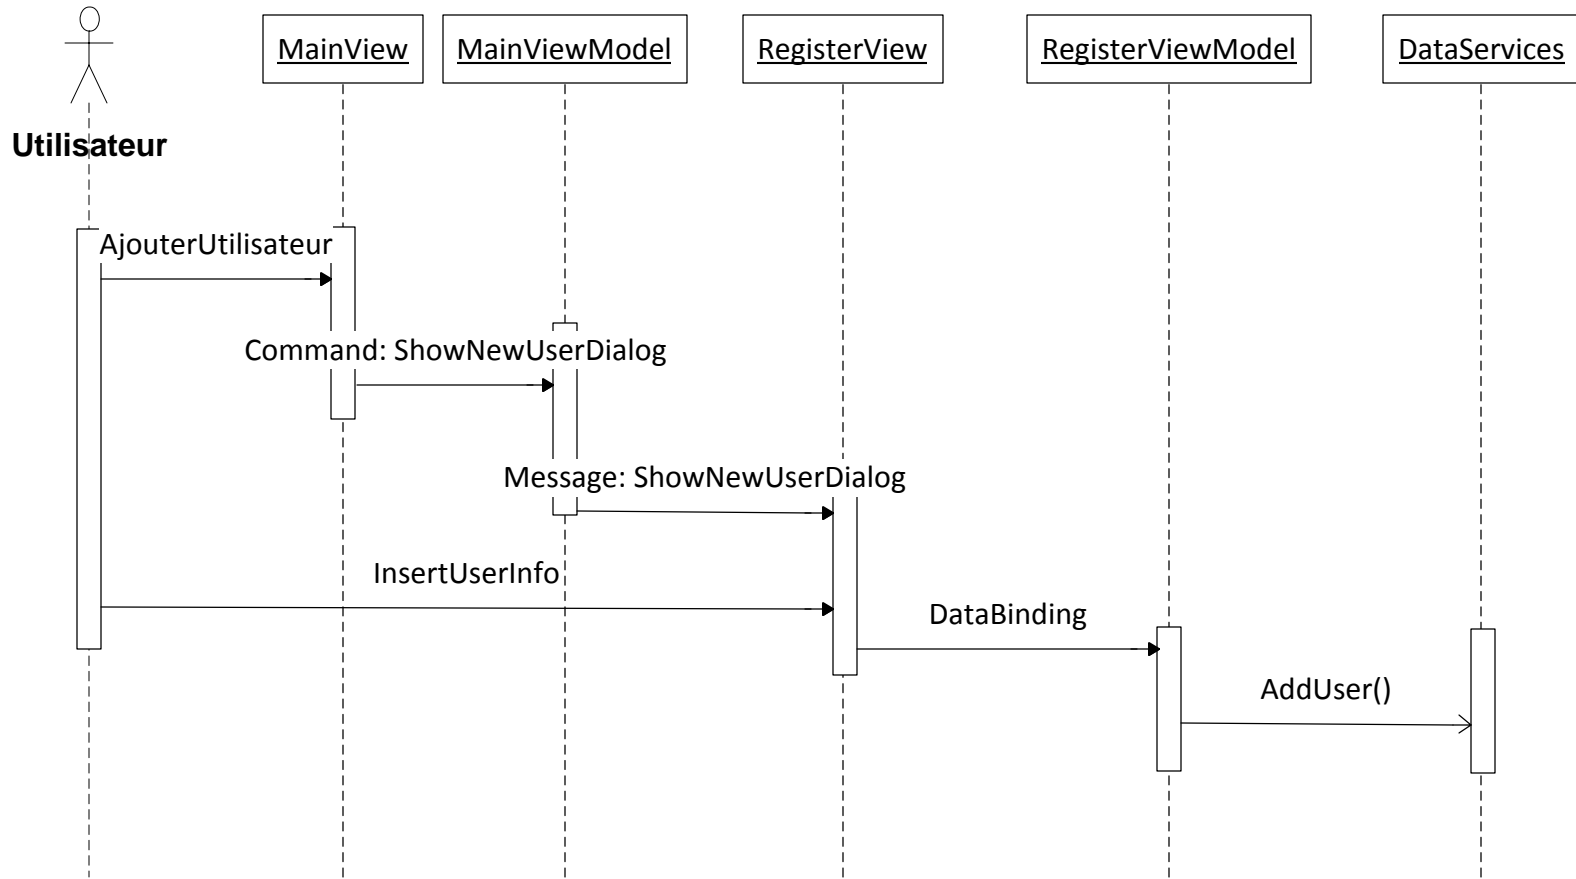 MainView
MainViewModel
RegisterView
RegisterViewModel
DataServices
Utilisateur
AjouterUtilisateur
Command: ShowNewUserDialog
Message: ShowNewUserDialog
InsertUserInfo
DataBinding
AddUser()